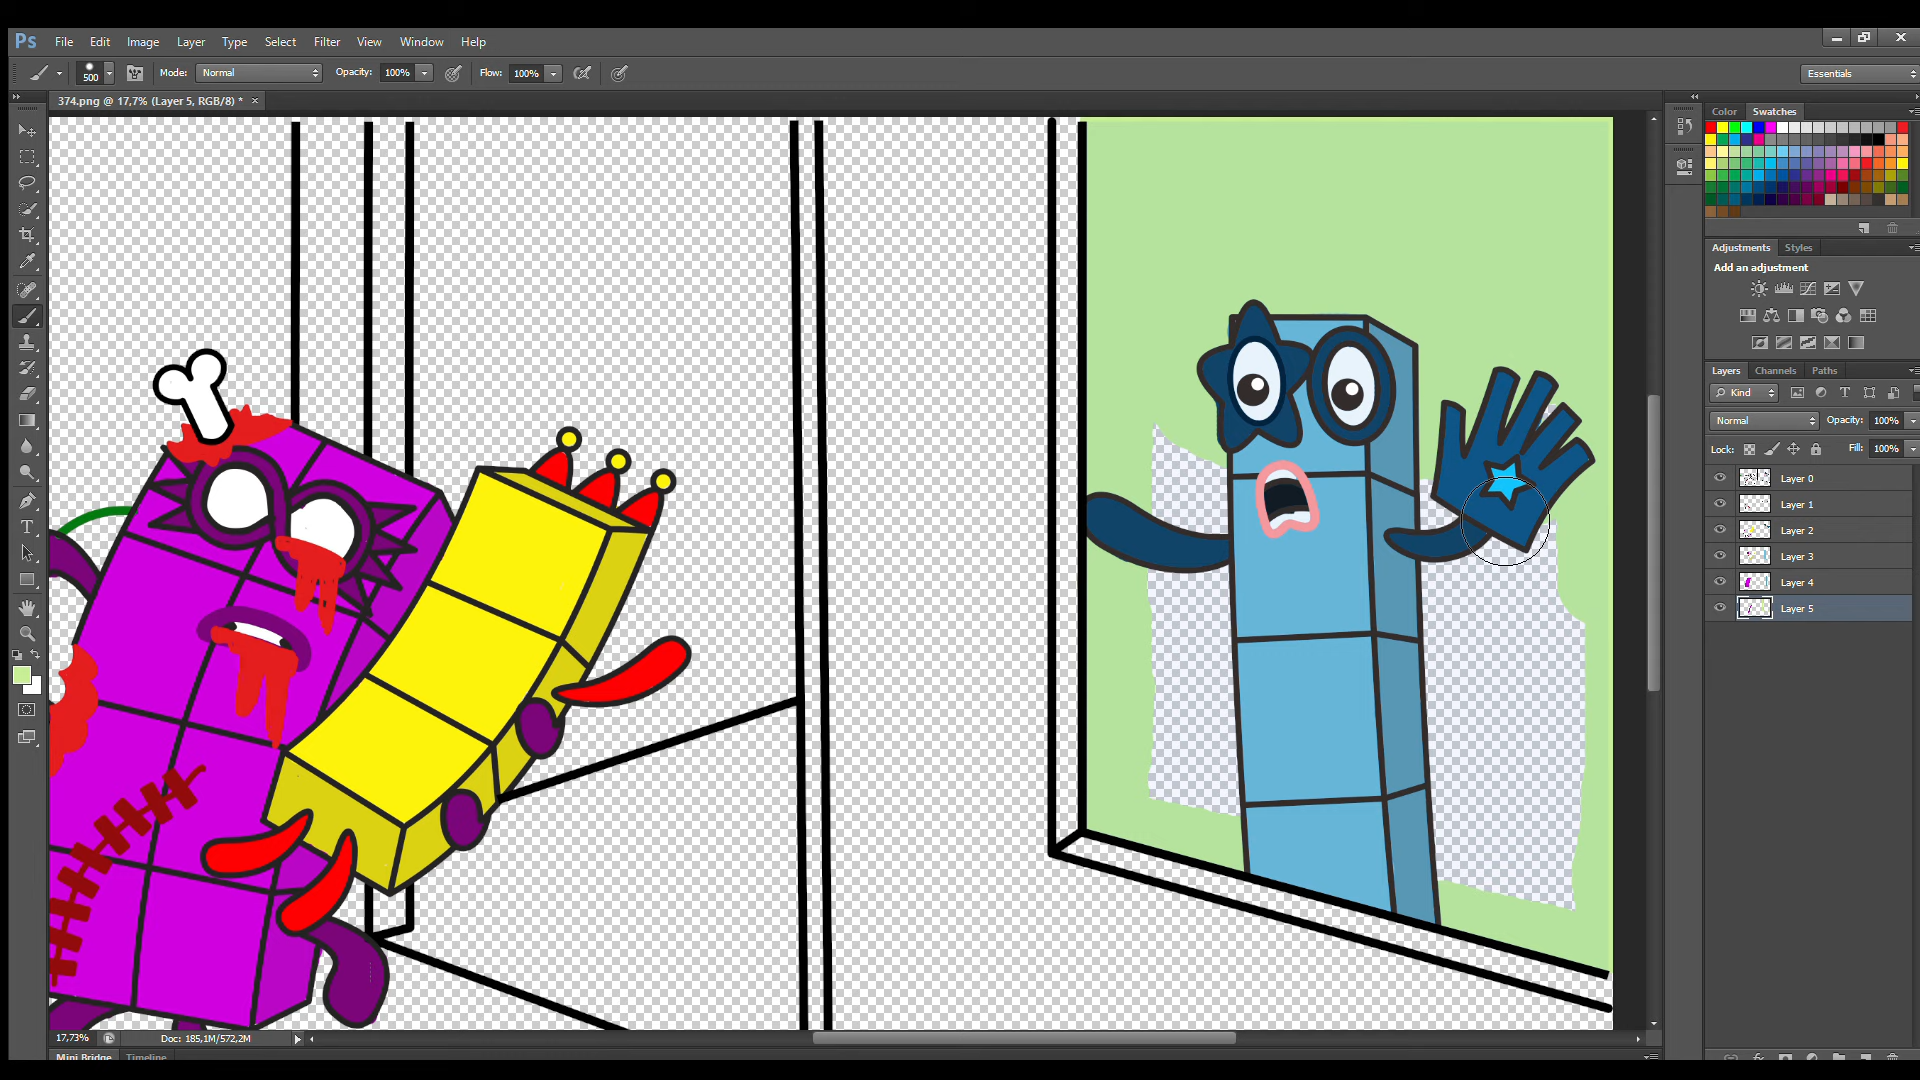 Ps File Edit Image Layer Type Select Filter View Window Help
500 Mode: Normal Opacity: 100% Flow: 100% Essentials
374.png @ 17,7% (Layer 5, RGB/8) * ×
Color Swatches
Adjustments Styles
Add an adjustment
Layers Channels Paths
Kind
Normal Opacity: 100%
Lock: Fill: 100%
Layer 0
Layer 1
Layer 2
Layer 3
Layer 4
Layer 5
17,73% Doc: 185,1M/572,2M
Mini Bridge Timeline